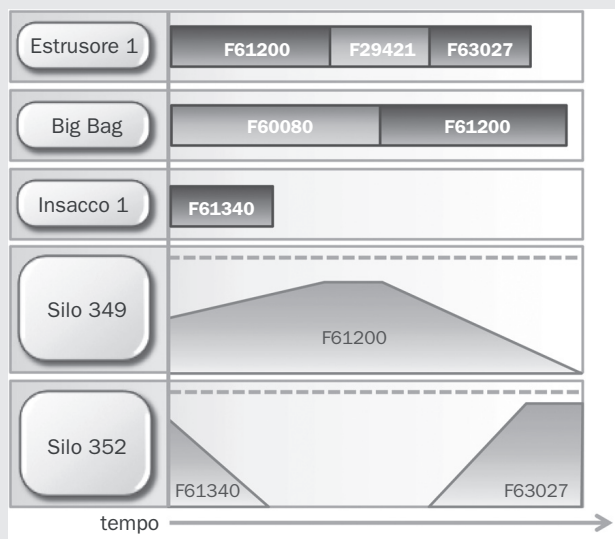 Estrusore 1
F61200 F29421 F63027
Big Bag
F60080 F61200
Insacco 1
F61340
Silo 349
F61200
Silo 352
F61340 F63027
tempo